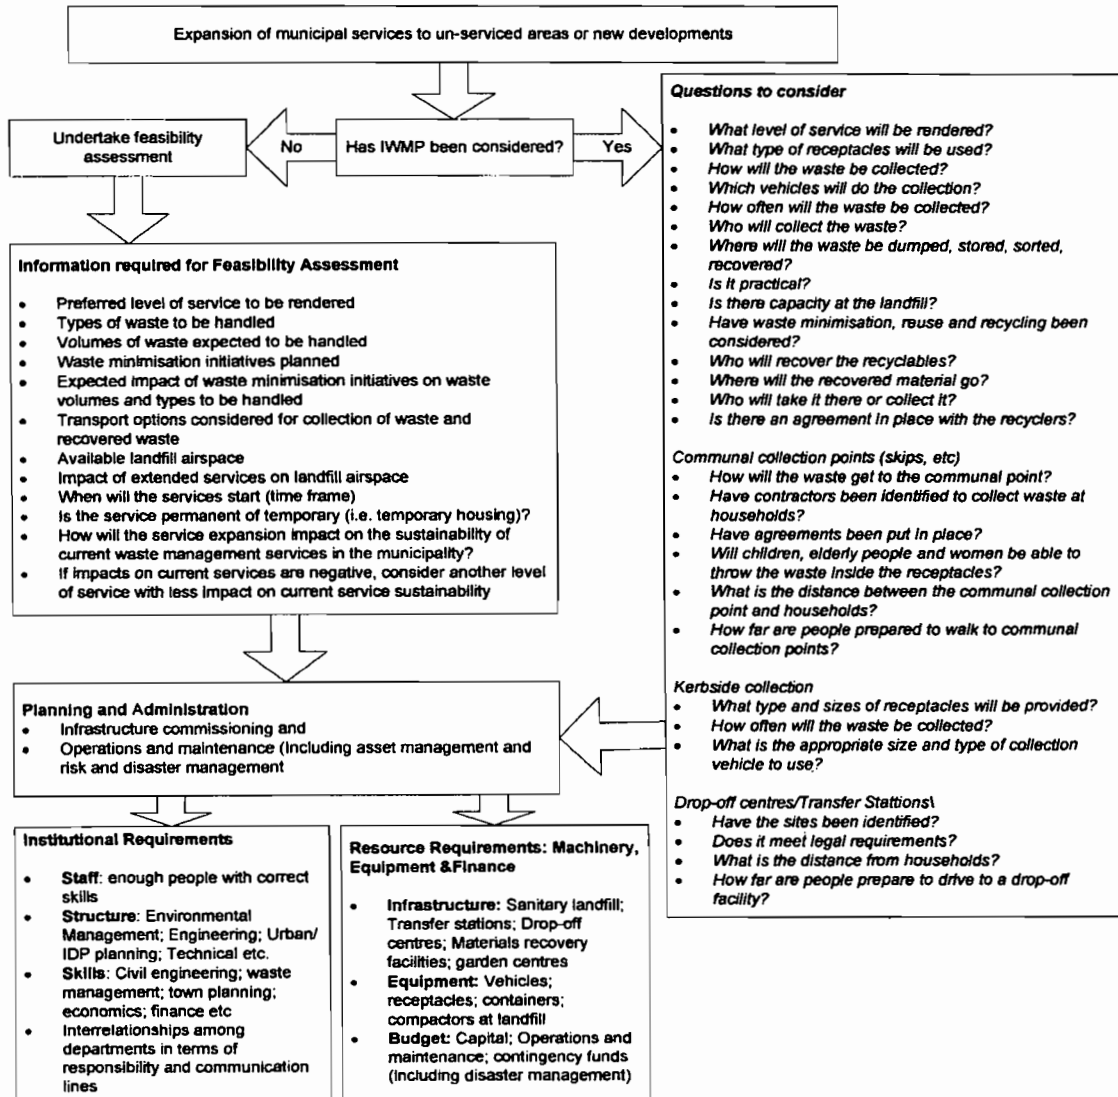 Expansion of municipal services to un-serviced areas or new developments
Undertake feasibility
assessment
No
Has IWMP been considered?
Yes
Questions to consider
• What level of service will be rendered?
• What type of receptacles will be used?
• How will the waste be collected?
• Which vehicles will do the collection?
• How often will the waste be collected?
• Who will collect the waste?
• Where will the waste be dumped, stored, sorted,
recovered?
• Is it practical?
• Is there capacity at the landfill?
• Have waste minimisation, reuse and recycling been
considered?
• Who will recover the recyclables?
• Where will the recovered material go?
• Who will take it there or collect it?
• Is there an agreement in place with the recyclers?
Communal collection points (skips, etc)
• How will the waste get to the communal point?
• Have contractors been identified to collect waste at
households?
• Have agreements been put in place?
• Will children, elderly people and women be able to
throw the waste inside the receptacles?
• What is the distance between the communal collection
point and households?
• How far are people prepared to walk to communal
collection points?
Kerbside collection
• What type and sizes of receptacles will be provided?
• How often will the waste be collected?
• What is the appropriate size and type of collection
vehicle to use?
Drop-off centres/Transfer Stattions\
• Have the sites been identified?
• Does it meet legal requirements?
• What is the distance from households?
• How far are people prepare to drive to a drop-off
facility?
Information required for Feasibility Assessment
• Preferred level of service to be rendered
• Types of waste to be handled
• Volumes of waste expected to be handled
• Waste minimisation initiatives planned
• Expected impact of waste minimisation initiatives on waste
volumes and types to be handled
• Transport options considered for collection of waste and
recovered waste
• Available landfill airspace
• Impact of extended services on landfill airspace
• When will the services start (time frame)
• Is the service permanent of temporary (i.e. temporary housing)?
• How will the service expansion impact on the sustainability of
current waste management services in the municipality?
• If impacts on current services are negative, consider another level
of service with less impact on current service sustainability
Planning and Administration
• Infrastructure commissioning and
• Operations and maintenance (Including asset management and
risk and disaster management
Institutional Requirements
• Staff: enough people with correct
skills
• Structure: Environmental
Management; Engineering; Urban/
IDP planning; Technical etc.
• Skills: Civil engineering; waste
management; town planning;
economics; finance etc
• Interrelationships among
departments in terms of
responsibility and communication
lines
Resource Requirements: Machinery,
Equipment &Finance
• Infrastructure: Sanitary landfill;
Transfer stations; Drop-off
centres; Materials recovery
facilities; garden centres
• Equipment: Vehicles;
receptacles; containers;
compactors at landfill
• Budget: Capital; Operations and
maintenance; contingency funds
(Including disaster management)